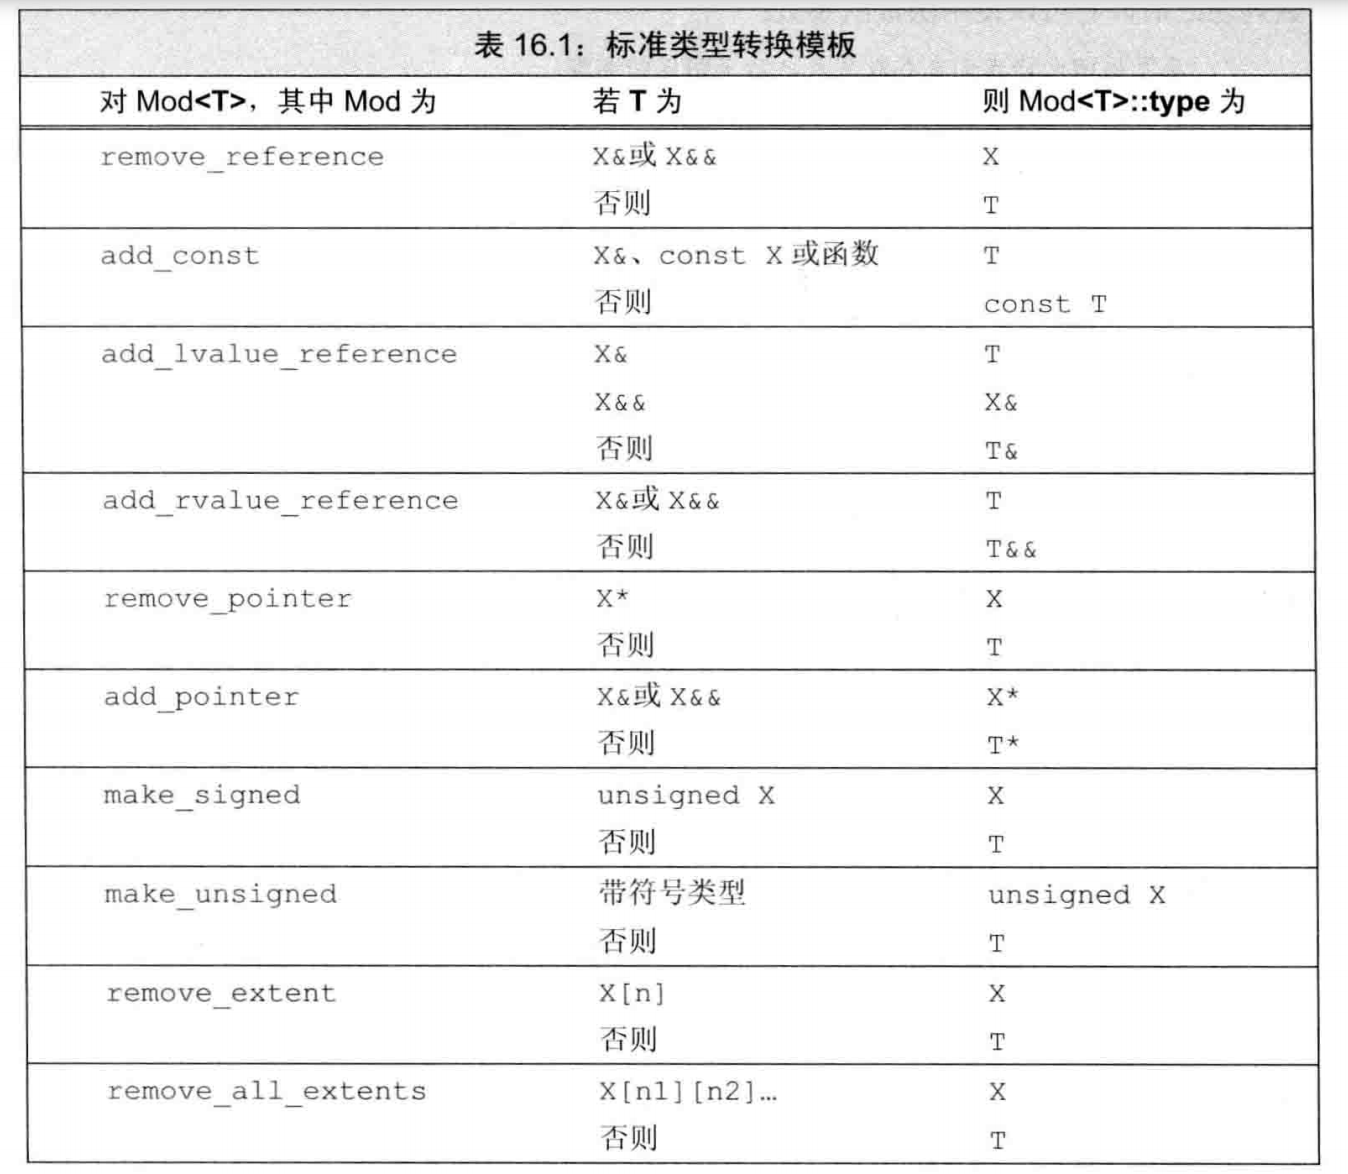 表 16.1：标准类型转换模板
对 Mod<T>，其中 Mod 为 若 T 为 则 Mod<T>::type 为
remove_reference X&或 X&& X
否则 T
add_const X&、const X 或函数 T
否则 const T
add_lvalue_reference X& T
X&& X&
否则 T&
add_rvalue_reference X&或 X&& T
否则 T&&
remove_pointer X* X
否则 T
add_pointer X&或 X&& X*
否则 T*
make_signed unsigned X X
否则 T
make_unsigned 带符号类型 unsigned X
否则 T
remove_extent X[n] X
否则 T
remove_all_extents X[n1][n2]… X
否则 T